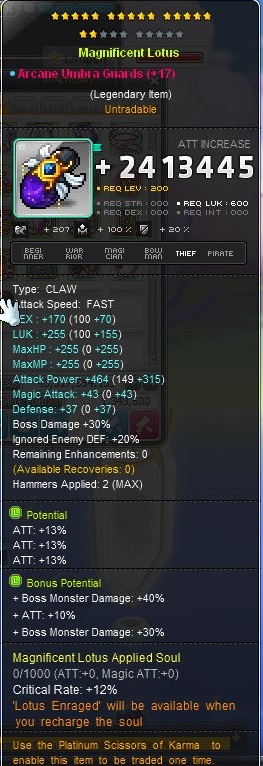 Magnificent Lotus
Arcane Umbra Guards (+17)
(Legendary Item)
Untradable
ATT INCREASE
+ 2413445
REQ LEV : 200
REQ STR : 000 REQ LUK : 600
REQ DEX : 000 REQ INT : 000
+ 207 + 100 % + 20 %
BEGINNER WARRIOR MAGICIAN BOWMAN THIEF PIRATE
Type: CLAW
Attack Speed: FAST
DEX : +170 (100 +70)
LUK : +255 (100 +155)
MaxHP : +255 (0 +255)
MaxMP : +255 (0 +255)
Attack Power: +464 (149 +315)
Magic Attack: +43 (0 +43)
Defense: +37 (0 +37)
Boss Damage +30%
Ignored Enemy DEF: +20%
Remaining Enhancements: 0
(Available Recoveries: 0)
Hammers Applied: 2 (MAX)
L Potential
ATT: +13%
ATT: +13%
ATT: +13%
L Bonus Potential
+ Boss Monster Damage: +40%
+ ATT: +10%
+ Boss Monster Damage: +30%
Magnificent Lotus Applied Soul
0/1000 (ATT:+0, Magic ATT:+0)
Critical Rate: +12%
'Lotus Enraged' will be available when
you recharge the soul
Use the Platinum Scissors of Karma to
enable this item to be traded one time.